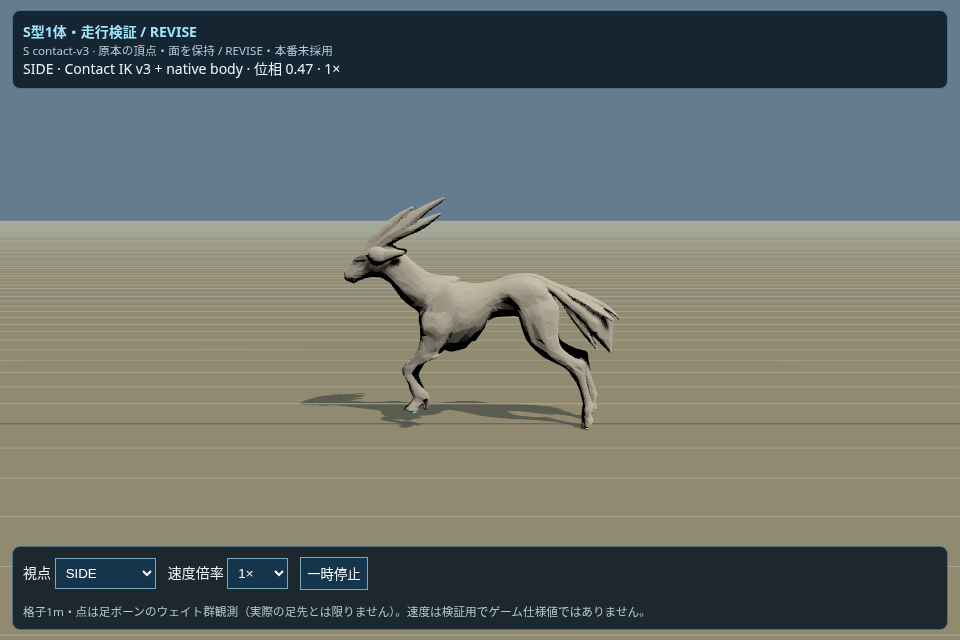 S型1体・走行検証 / REVISE
S contact-v3 · 原本の頂点・面を保持 / REVISE・本番未採用
SIDE · Contact IK v3 + native body · 位相 0.47 · 1×
視点 SIDE 速度倍率 1× 一時停止
格子1m・点は足ボーンのウェイト群観測（実際の足先とは限りません）。速度は検証用でゲーム仕様値ではありません。